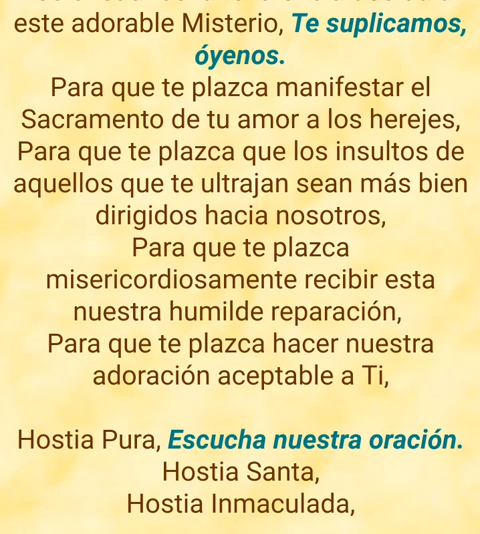 este adorable Misterio, Te suplicamos,
óyenos.
Para que te plazca manifestar el
Sacramento de tu amor a los herejes,
Para que te plazca que los insultos de
aquellos que te ultrajan sean más bien
dirigidos hacia nosotros,
Para que te plazca
misericordiosamente recibir esta
nuestra humilde reparación,
Para que te plazca hacer nuestra
adoración aceptable a Ti,
Hostia Pura, Escucha nuestra oración.
Hostia Santa,
Hostia Inmaculada,